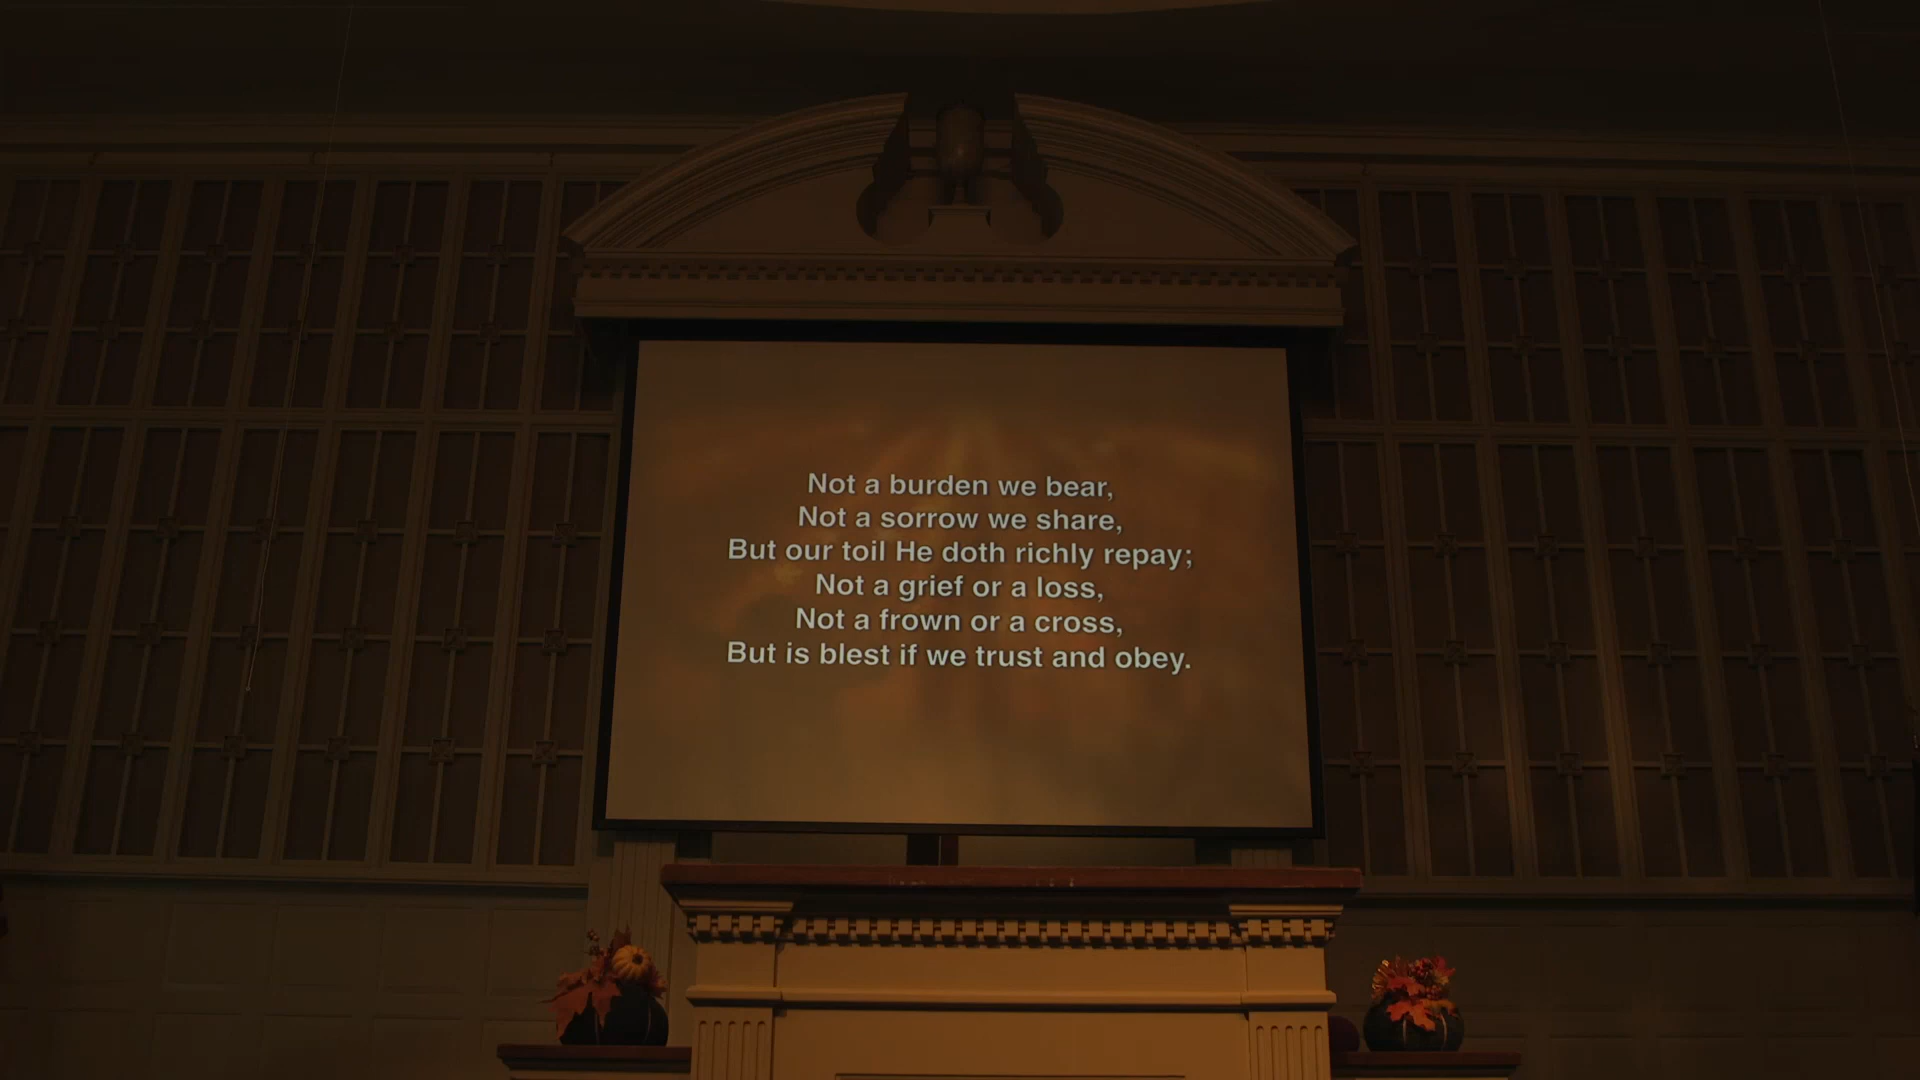 Not a burden we bear,
Not a sorrow we share,
But our toil He doth richly repay;
Not a grief or a loss,
Not a frown or a cross,
But is blest if we trust and obey.